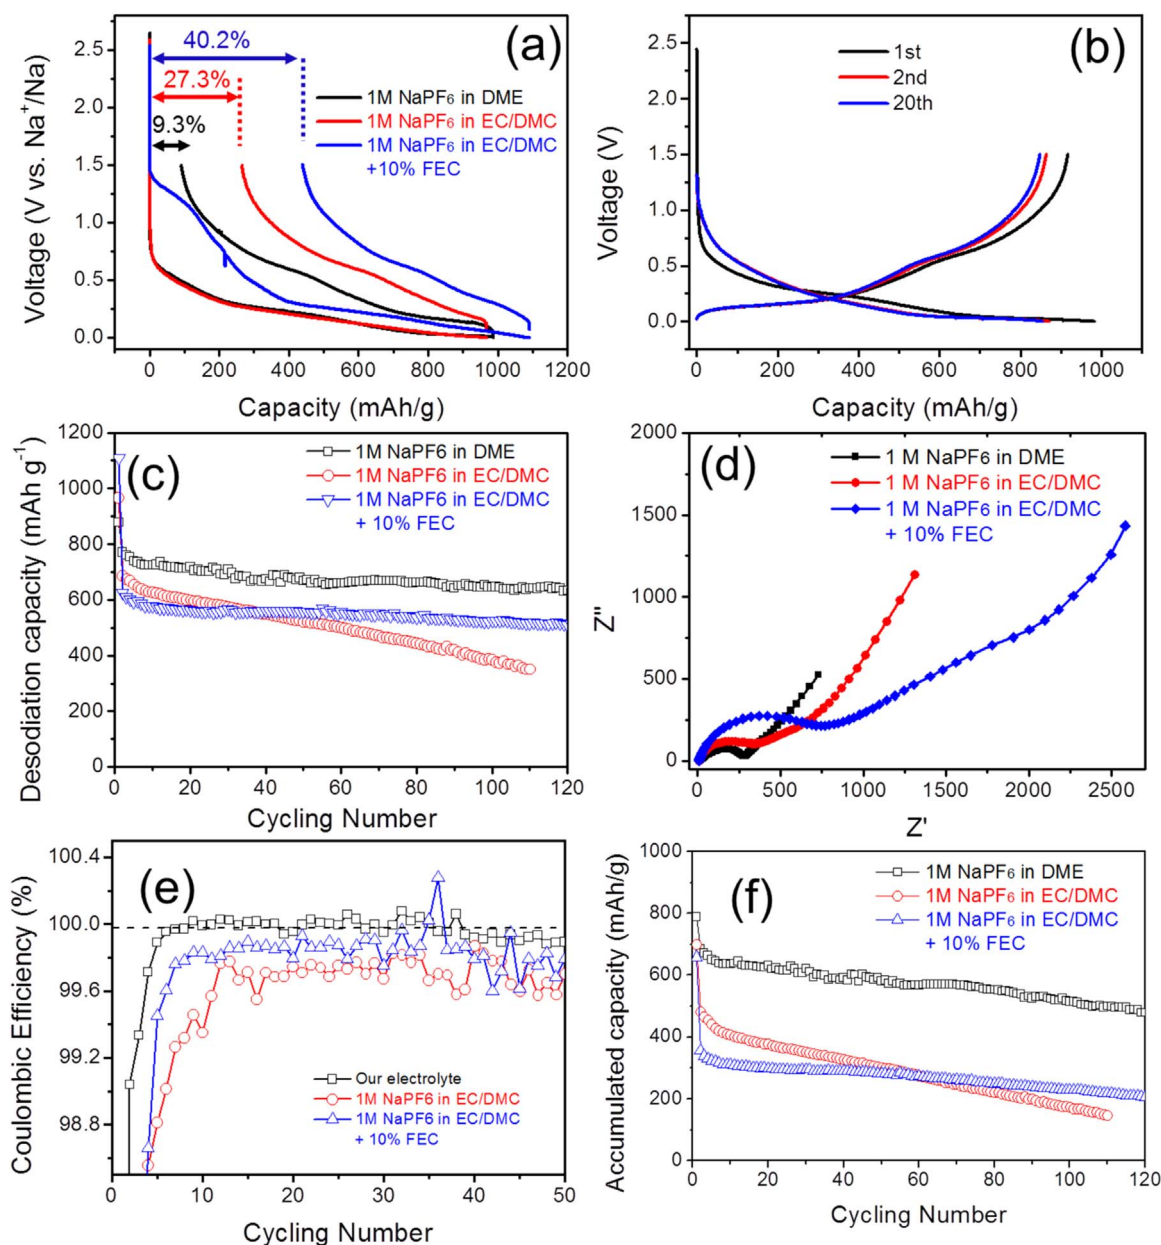 (a)
40.2%
27.3%
9.3%
1M NaPF6 in DME
1M NaPF6 in EC/DMC
1M NaPF6 in EC/DMC
+10% FEC
Voltage (V vs. Na+/Na)
2.5
2.0
1.5
1.0
0.5
0.0
0 200 400 600 800 1000 1200
Capacity (mAh/g)
(b)
1st
2nd
20th
Voltage (V)
2.5
2.0
1.5
1.0
0.5
0.0
0 200 400 600 800 1000
Capacity (mAh/g)
(c)
1M NaPF6 in DME
1M NaPF6 in EC/DMC
1M NaPF6 in EC/DMC
+ 10% FEC
Desodiation capacity (mAh g-1)
1200
1000
800
600
400
200
0
0 20 40 60 80 100 120
Cycling Number
(d)
1 M NaPF6 in DME
1 M NaPF6 in EC/DMC
1 M NaPF6 in EC/DMC
+ 10% FEC
Z"
2000
1500
1000
500
0
500 1000 1500 2000 2500
Z'
(e)
Our electrolyte
1M NaPF6 in EC/DMC
1M NaPF6 in EC/DMC
+ 10% FEC
Coulombic Efficiency (%)
100.4
100.0
99.6
99.2
98.8
0 10 20 30 40 50
Cycling Number
(f)
1M NaPF6 in DME
1M NaPF6 in EC/DMC
1M NaPF6 in EC/DMC
+ 10% FEC
Accumulated capacity (mAh/g)
1000
800
600
400
200
0
0 20 40 60 80 100 120
Cycling Number